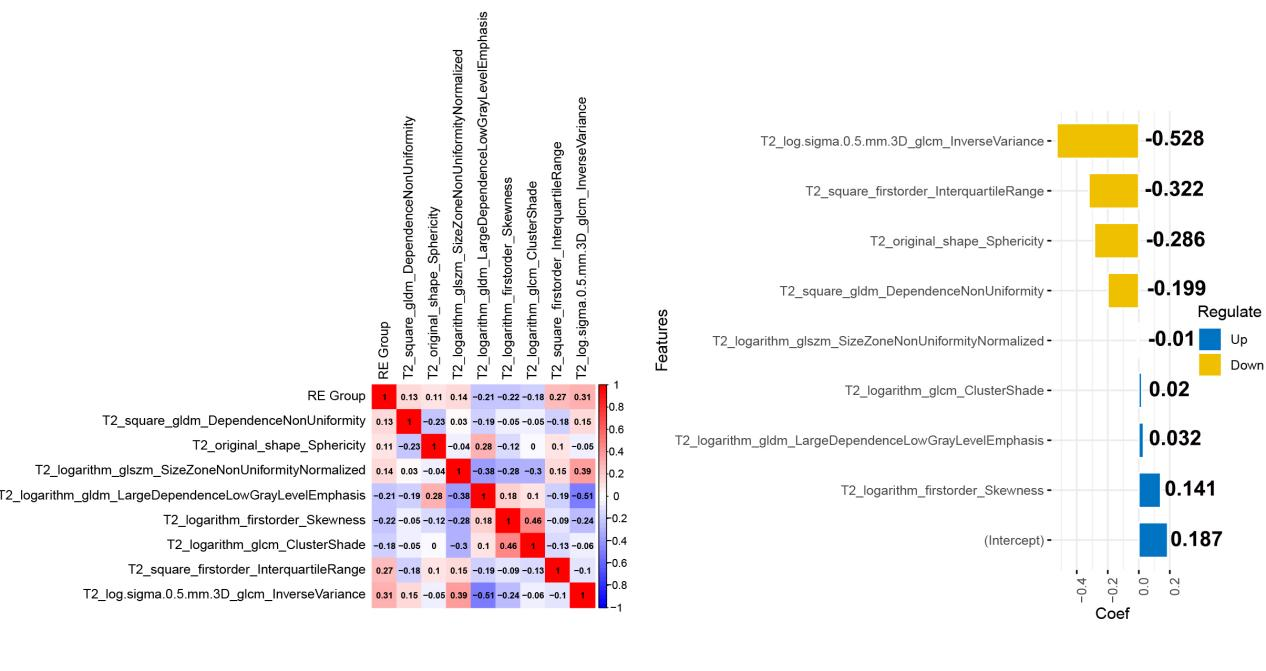 RE Group
T2_square_gldm_DependenceNonUniformity
T2_original_shape_Sphericity
T2_logarithm_glszm_SizeZoneNonUniformityNormalized
T2_logarithm_gldm_LargeDependenceLowGrayLevelEmphasis
T2_logarithm_firstorder_Skewness
T2_logarithm_glcm_ClusterShade
T2_square_firstorder_InterquartileRange
T2_log.sigma.0.5.mm.3D_glcm_InverseVariance
RE Group 1 0.13 0.11 0.14 −0.21 −0.22 −0.18 0.27 0.31
T2_square_gldm_DependenceNonUniformity 0.13 1 −0.23 0.03 −0.19 −0.05 −0.05 −0.18 0.15
T2_original_shape_Sphericity 0.11 −0.23 1 −0.04 0.28 −0.12 0 0.1 −0.05
T2_logarithm_glszm_SizeZoneNonUniformityNormalized 0.14 0.03 −0.04 1 −0.38 −0.28 −0.3 0.15 0.39
T2_logarithm_gldm_LargeDependenceLowGrayLevelEmphasis −0.21 −0.19 0.28 −0.38 1 0.18 0.1 −0.19 −0.51
T2_logarithm_firstorder_Skewness −0.22 −0.05 −0.12 −0.28 0.18 1 0.46 −0.09 −0.24
T2_logarithm_glcm_ClusterShade −0.18 −0.05 0 −0.3 0.1 0.46 1 −0.13 −0.06
T2_square_firstorder_InterquartileRange 0.27 −0.18 0.1 0.15 −0.19 −0.09 −0.13 1 −0.1
T2_log.sigma.0.5.mm.3D_glcm_InverseVariance 0.31 0.15 −0.05 0.39 −0.51 −0.24 −0.06 −0.1 1
1
0.8
0.6
0.4
0.2
0
−0.2
−0.4
−0.6
−0.8
−1
Features
T2_log.sigma.0.5.mm.3D_glcm_InverseVariance -0.528
T2_square_firstorder_InterquartileRange -0.322
T2_original_shape_Sphericity -0.286
T2_square_gldm_DependenceNonUniformity -0.199
T2_logarithm_glszm_SizeZoneNonUniformityNormalized -0.01
T2_logarithm_glcm_ClusterShade 0.02
T2_logarithm_gldm_LargeDependenceLowGrayLevelEmphasis 0.032
T2_logarithm_firstorder_Skewness 0.141
(Intercept) 0.187
−0.4 −0.2 0.0 0.2
Coef
Regulate
Up
Down